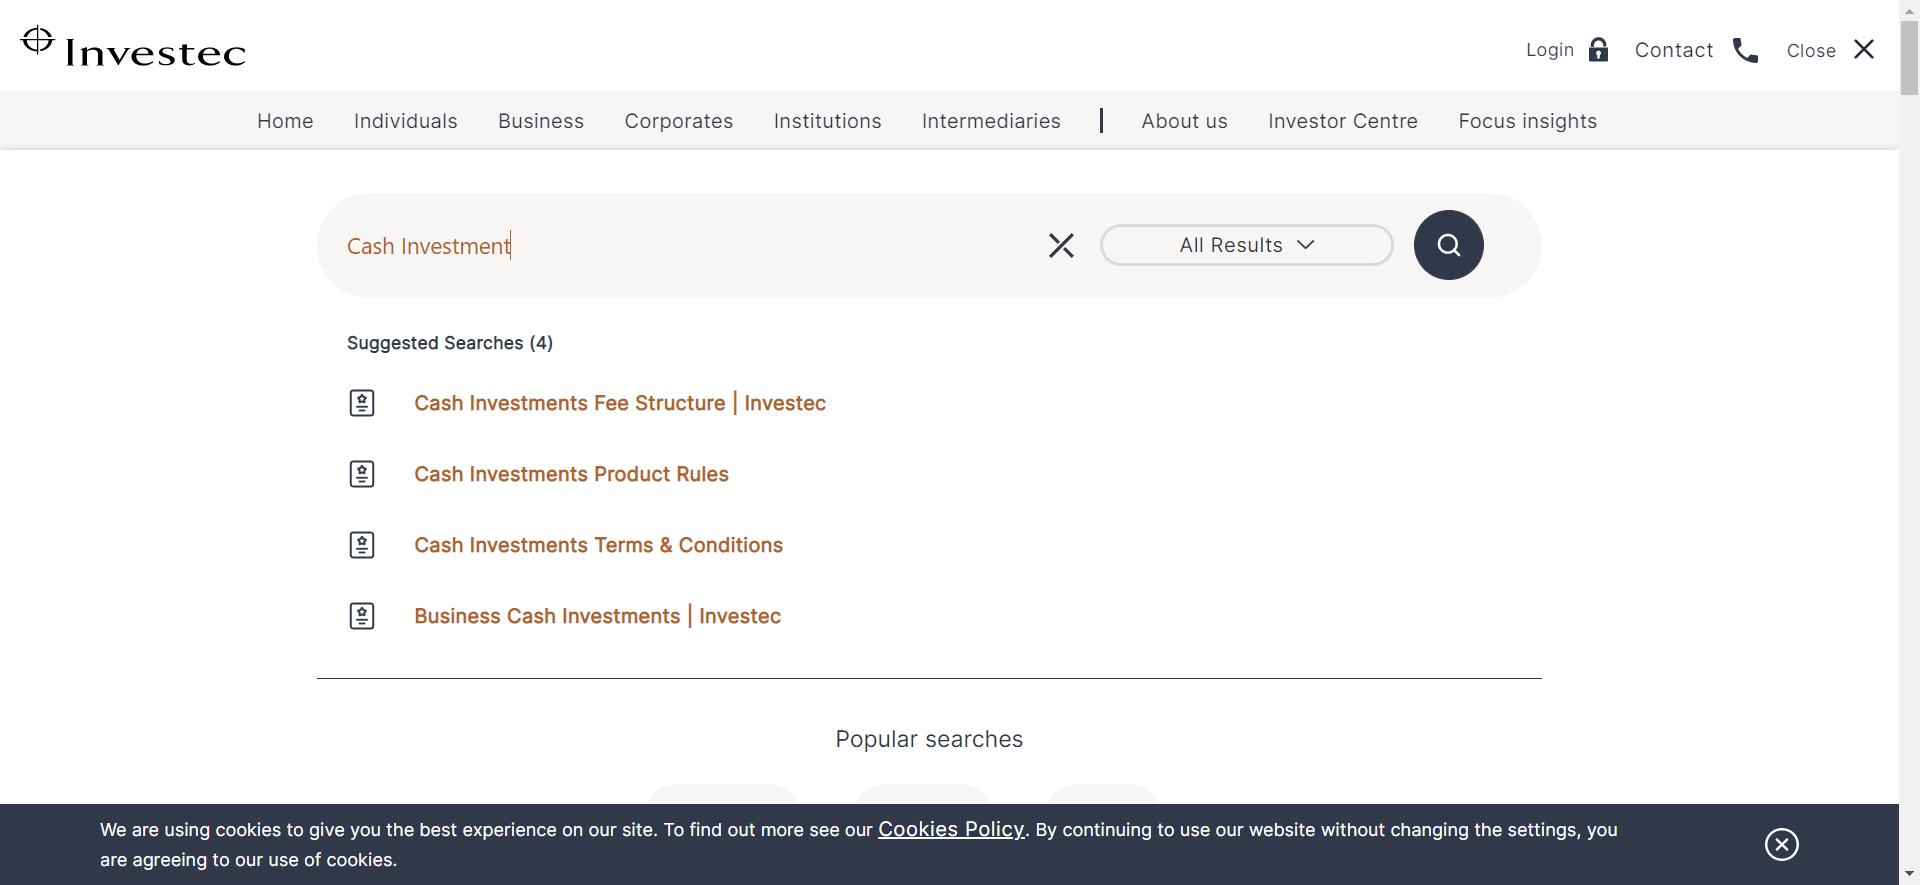 Investec
Login
Contact
Close
Home
Individuals
Business
Corporates
Institutions
Intermediaries
About us
Investor Centre
Focus insights
Cash Investment
All Results
Suggested Searches (4)
Cash Investments Fee Structure | Investec
Cash Investments Product Rules
Cash Investments Terms & Conditions
Business Cash Investments | Investec
Popular searches
We are using cookies to give you the best experience on our site. To find out more see our Cookies Policy. By continuing to use our website without changing the settings, you
are agreeing to our use of cookies.